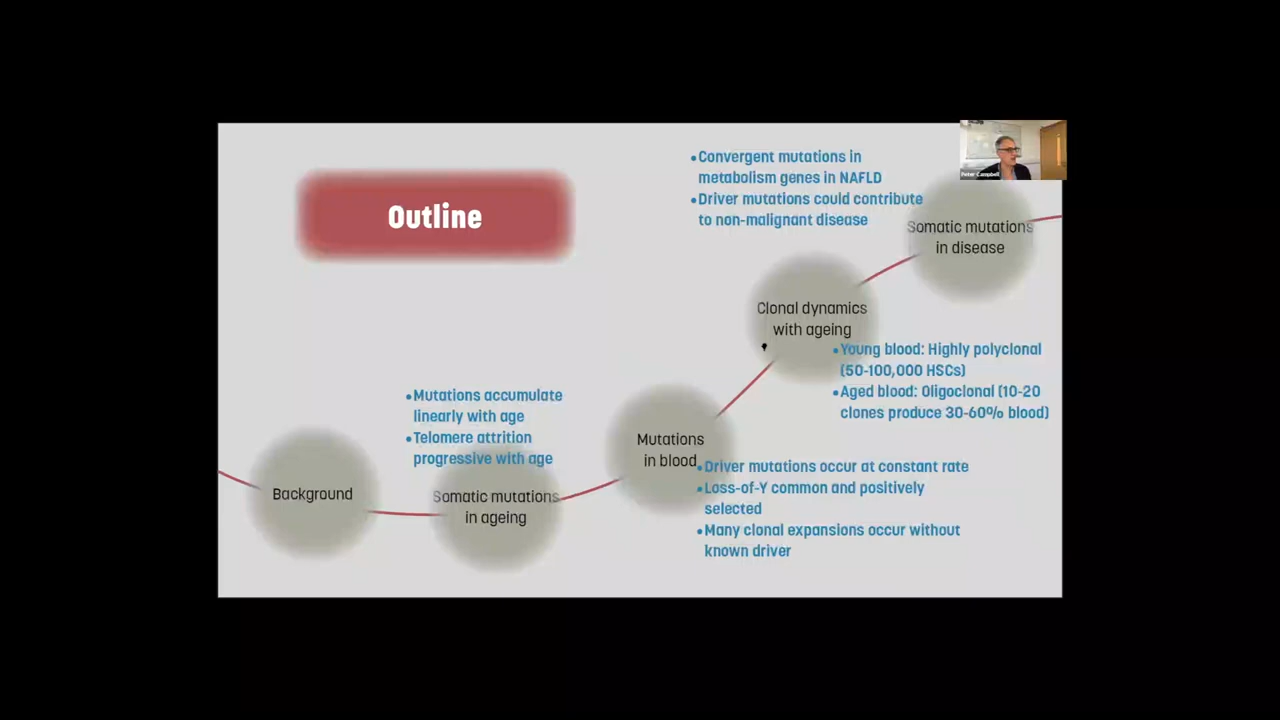 Outline
• Convergent mutations in
metabolism genes in NAFLD
• Driver mutations could contribute
to non-malignant disease
Peter Campbell
Somatic mutations
in disease
Clonal dynamics
with ageing
• Young blood: Highly polyclonal
(50-100,000 HSCs)
• Aged blood: Oligoclonal (10-20
clones produce 30-60% blood)
• Mutations accumulate
linearly with age
• Telomere attrition
progressive with age
Mutations
in blood
• Driver mutations occur at constant rate
• Loss-of-Y common and positively
selected
• Many clonal expansions occur without
known driver
Background
Somatic mutations
in ageing